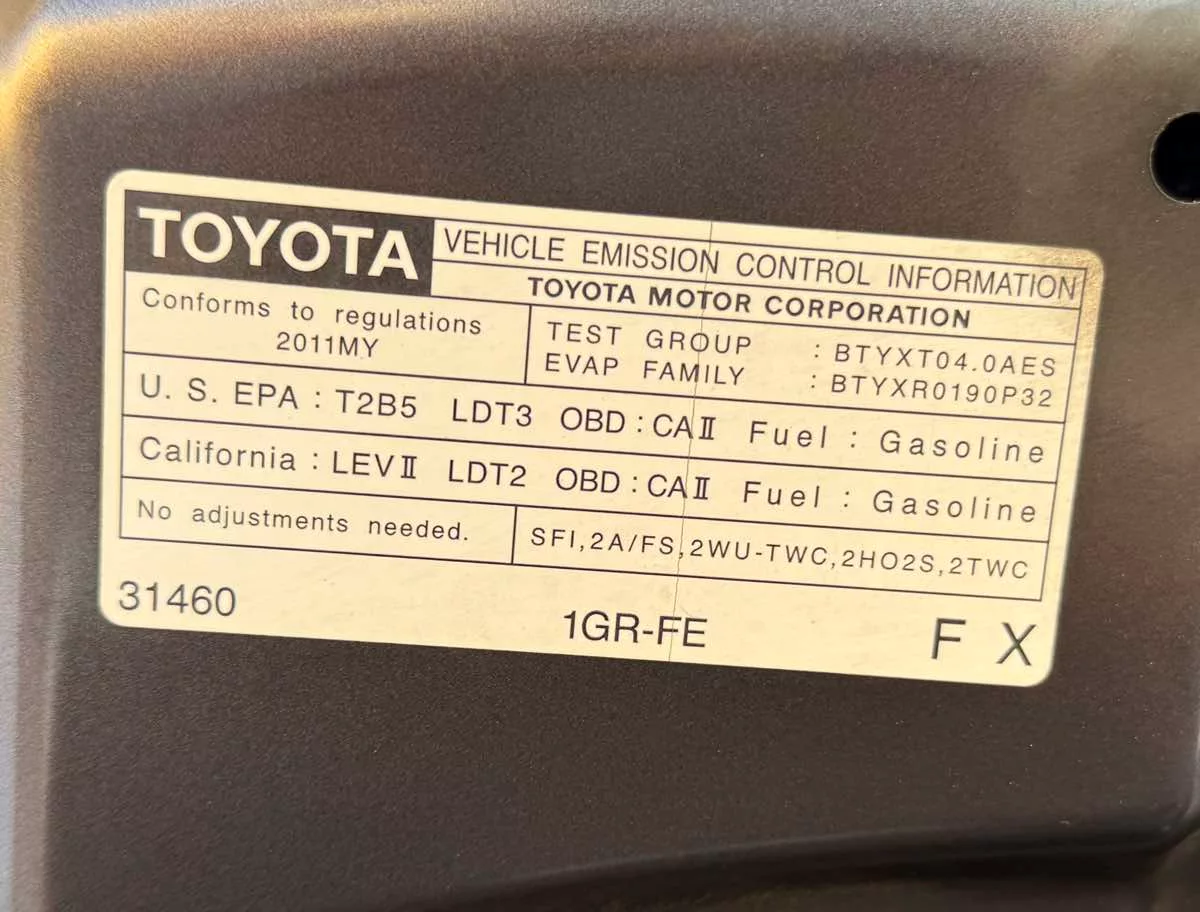 TOYOTA
VEHICLE EMISSION CONTROL INFORMATION
TOYOTA MOTOR CORPORATION
Conforms to regulations
2011MY
TEST GROUP : BTYXT04.0AES
EVAP FAMILY : BTYXR0190P32
U. S. EPA : T2B5 LDT3 OBD : CAⅡ Fuel : Gasoline
California : LEVⅡ LDT2 OBD : CAⅡ Fuel : Gasoline
No adjustments needed.
SFI,2A/FS,2WU-TWC,2HO2S,2TWC
31460
1GR-FE
F X